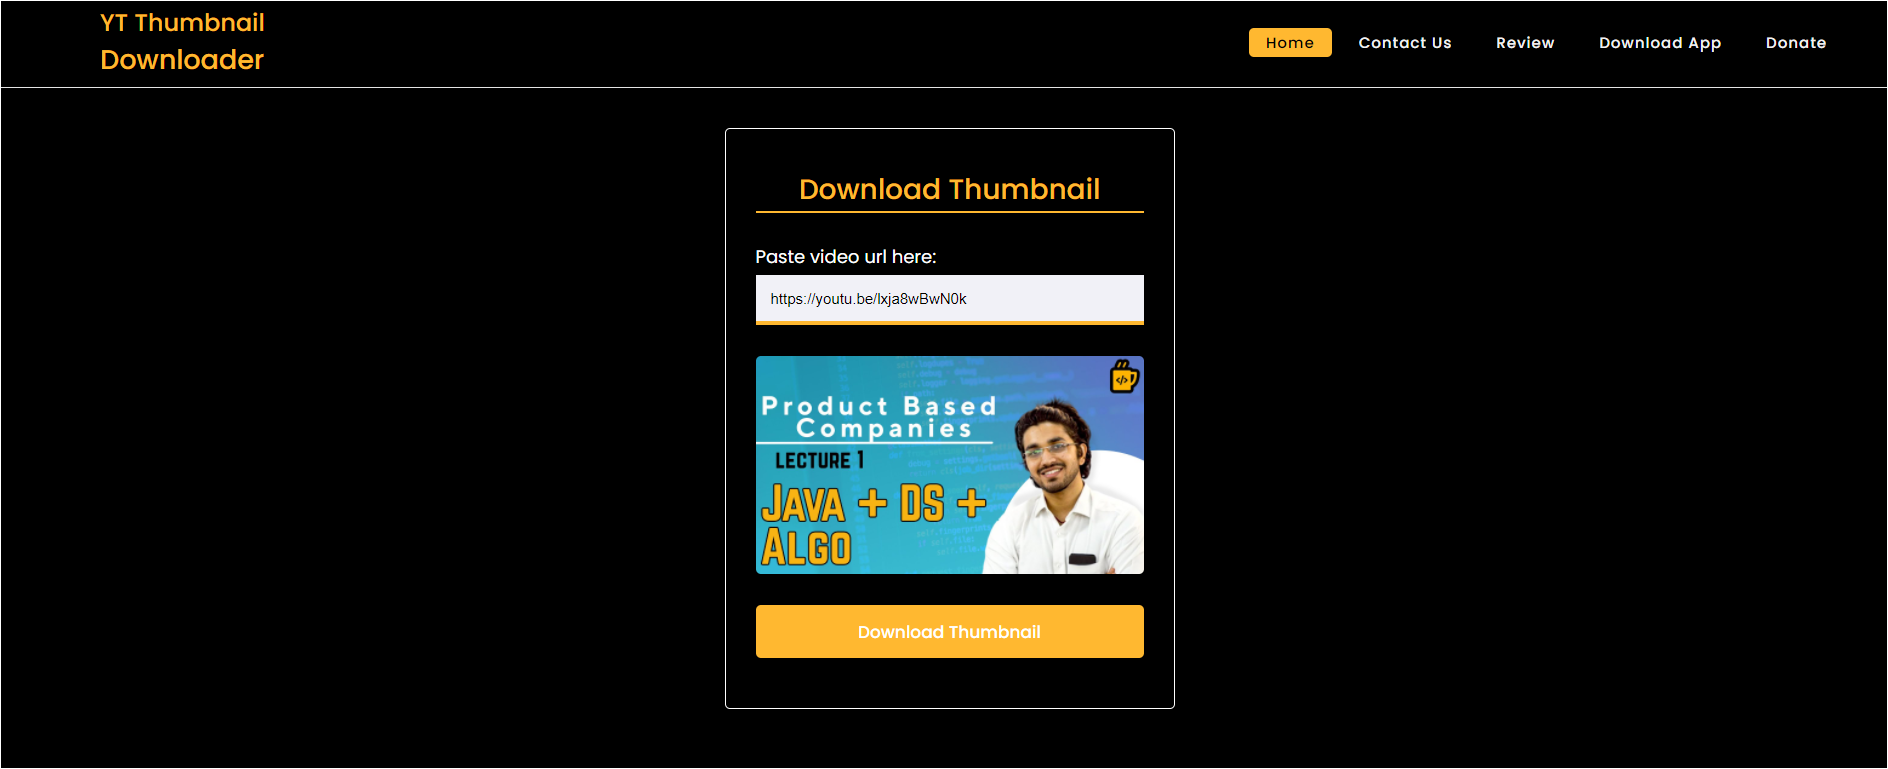 YT Thumbnail
Downloader
Home
Contact Us
Review
Download App
Donate
Download Thumbnail
Paste video url here:
https://youtu.be/lxja8wBwN0k
Product Based
Companies
LECTURE 1
JAVA + DS +
ALGO
</>
Download Thumbnail